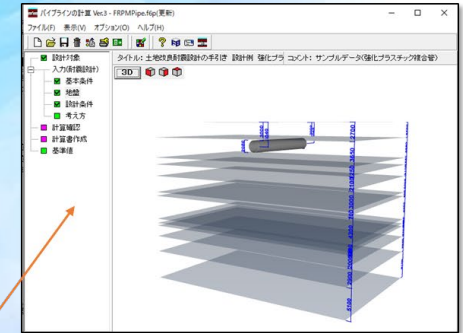 パイプラインの計算 Ver.3 - FRPMPipe.f6p(更新)
ファイル(F) 表示(V) オプション(O) ヘルプ(H)
設計対象
入力(耐震設計)
基本条件
地盤
設計条件
考え方
計算確認
計算書作成
基準値
タイトル: 土地改良耐震設計の手引き 設計例 強化プラ コメント: サンプルデータ(強化プラスチック複合管)
3D
2700
5100